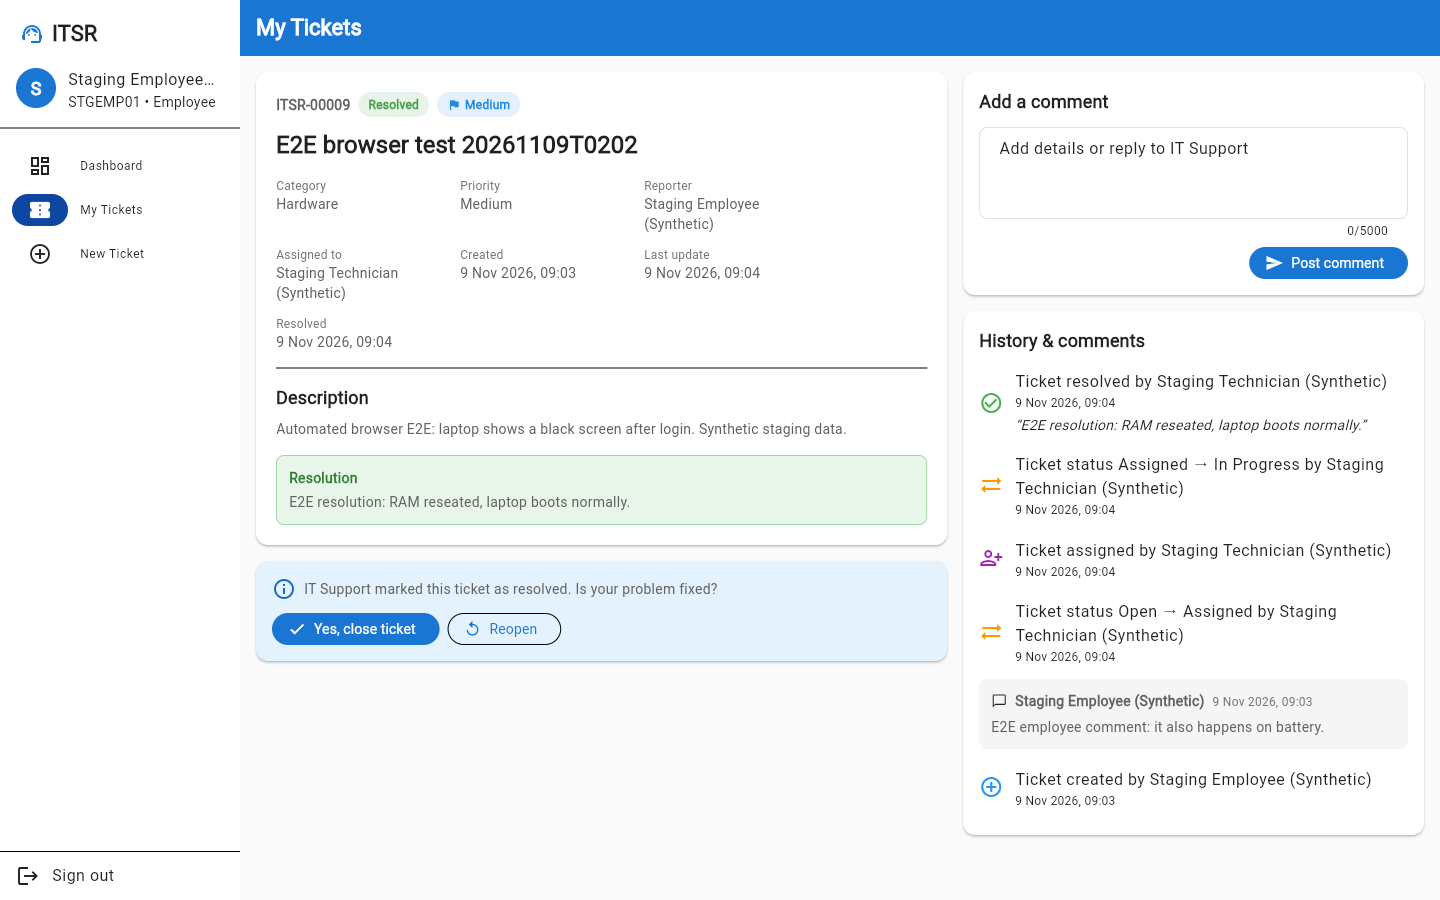 ITSR
S
Staging Employee…
STGEMP01 • Employee
Dashboard
My Tickets
New Ticket
Sign out
My Tickets
ITSR-00009 Resolved Medium
E2E browser test 20261109T0202
Category
Hardware
Priority
Medium
Reporter
Staging Employee
(Synthetic)
Assigned to
Staging Technician
(Synthetic)
Created
9 Nov 2026, 09:03
Last update
9 Nov 2026, 09:04
Resolved
9 Nov 2026, 09:04
Description
Automated browser E2E: laptop shows a black screen after login. Synthetic staging data.
Resolution
E2E resolution: RAM reseated, laptop boots normally.
IT Support marked this ticket as resolved. Is your problem fixed?
Yes, close ticket
Reopen
Add a comment
Add details or reply to IT Support
0/5000
Post comment
History & comments
Ticket resolved by Staging Technician (Synthetic)
9 Nov 2026, 09:04
“E2E resolution: RAM reseated, laptop boots normally.”
Ticket status Assigned → In Progress by Staging
Technician (Synthetic)
9 Nov 2026, 09:04
Ticket assigned by Staging Technician (Synthetic)
9 Nov 2026, 09:04
Ticket status Open → Assigned by Staging
Technician (Synthetic)
9 Nov 2026, 09:04
Staging Employee (Synthetic) 9 Nov 2026, 09:03
E2E employee comment: it also happens on battery.
Ticket created by Staging Employee (Synthetic)
9 Nov 2026, 09:03